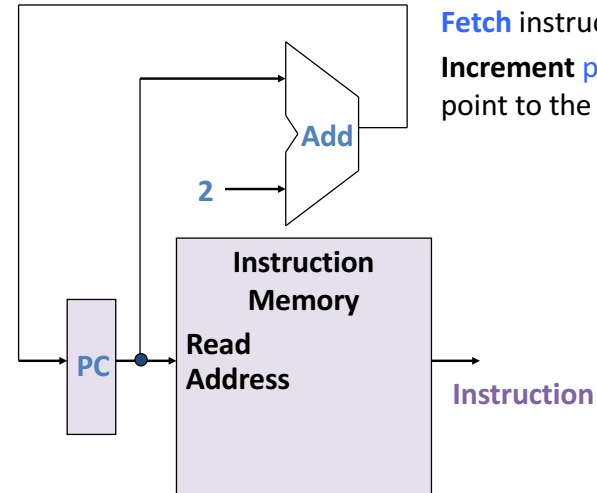 Fetch instruc
Increment p
point to the
Add
2
Instruction
Memory
Read
Address
PC
Instruction